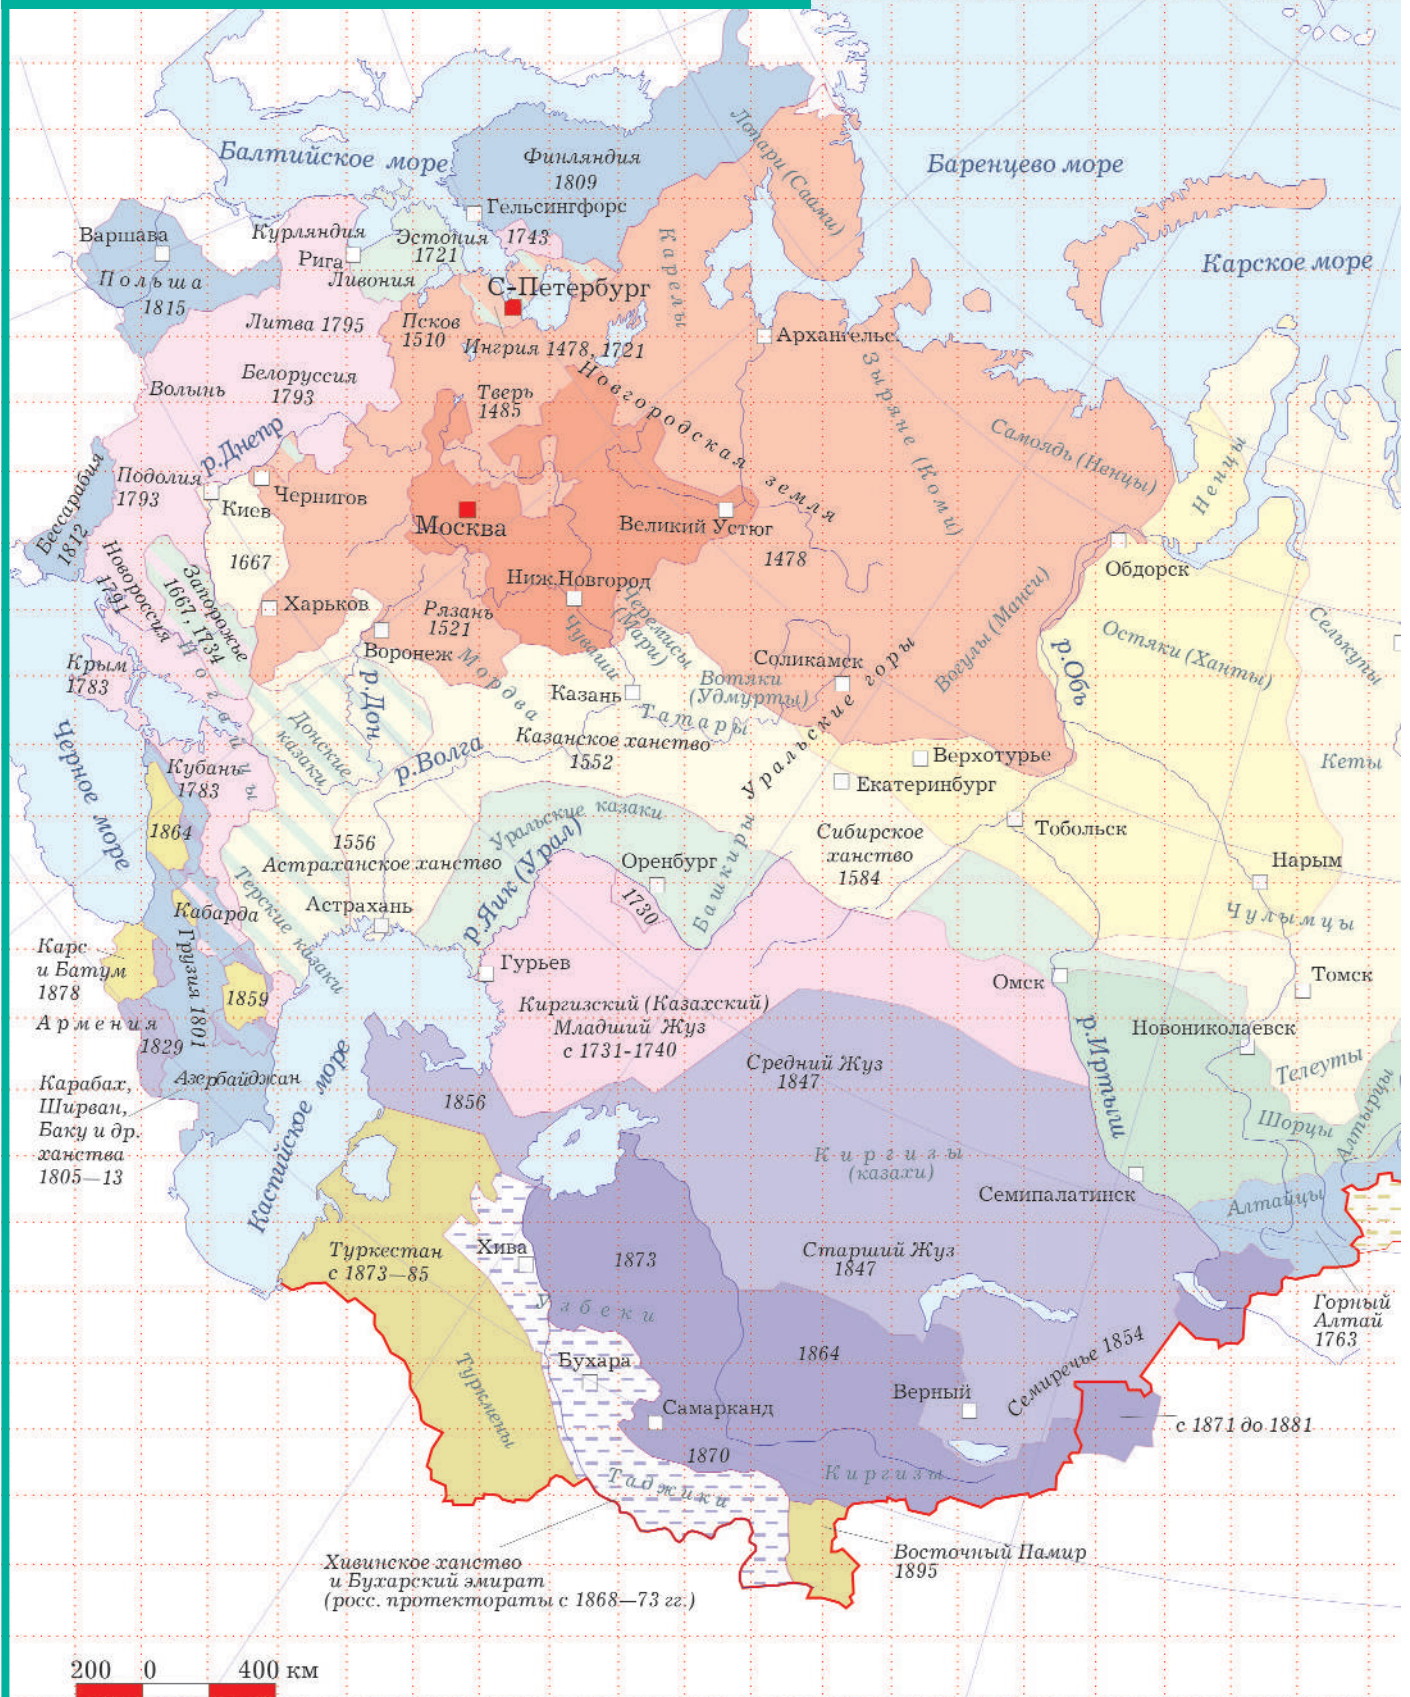 Баренцево море
Карское море
Балтийское море
Лопари (Саами)
Финляндия
1809
Гельсингфорс
Варшава
Польша
1815
Курляндия
Рига
Ливония
Эстония
1721
1743
С-Петербург
Карелы
Литва 1795
Псков
1510
Ингрия 1478, 1721
Архангельс.
Волынь
Белоруссия
1793
Тверь
1485
Новгородская земля
1478
Зыряне (Коми)
Самоядь (Ненцы)
Ненцы
р.Днепр
Бессарабия
1812
Подолия
1793
Киев
Чернигов
Москва
Великий Устюг
1667
Новороссия
1791
Запорожье
1667, 1734
Харьков
Ниж.Новгород
Рязань
1521
Воронеж
Черемисы
(Мари)
Чуваши
Мордва
Обдорск
Вогулы (Манси)
р.Обь
Остяки (Ханты)
Селькупы
Соликамск
Вотяки
(Удмурты)
Казань
Татары
Казанское ханство
1552
Уральские горы
Крым
1783
Ногайцы
р.Дон
Донские
казаки
р.Волга
Черное море
Кубань
1783
1864
Верхотурье
Екатеринбург
Тобольск
Кеты
Нарым
Чулымцы
Сибирское
ханство
1584
Уральские казаки
Оренбург
1730
Башкиры
р.Яик (Урал)
1556
Астраханское ханство
Астрахань
Терские казаки
Кабарда
Грузия 1801
Карс
и Батум
1878
1859
Армения
1829
Азербайджан
Карабах,
Ширван,
Баку и др.
ханства
1805—13
Каспийское море
Гурьев
Киргизский (Казахский)
Младший Жуз
с 1731-1740
Омск
Томск
Новониколаевск
р.Иртыш
Телеуты
Шорцы
Алтырцы
Средний Жуз
1847
1856
Киргизы
(казахи)
Семипалатинск
Алтайцы
Туркестан
с 1873—85
Хива
1873
Старший Жуз
1847
Узбеки
Горный
Алтай
1763
Туркмены
Бухара
1864
Верный
Семиречье 1854
Самарканд
1870
Киргизы
с 1871 до 1881
Таджики
Хивинское ханство
и Бухарский эмират
(росс. протектораты с 1868—73 гг.)
Восточный Памир
1895
200 0 400 км